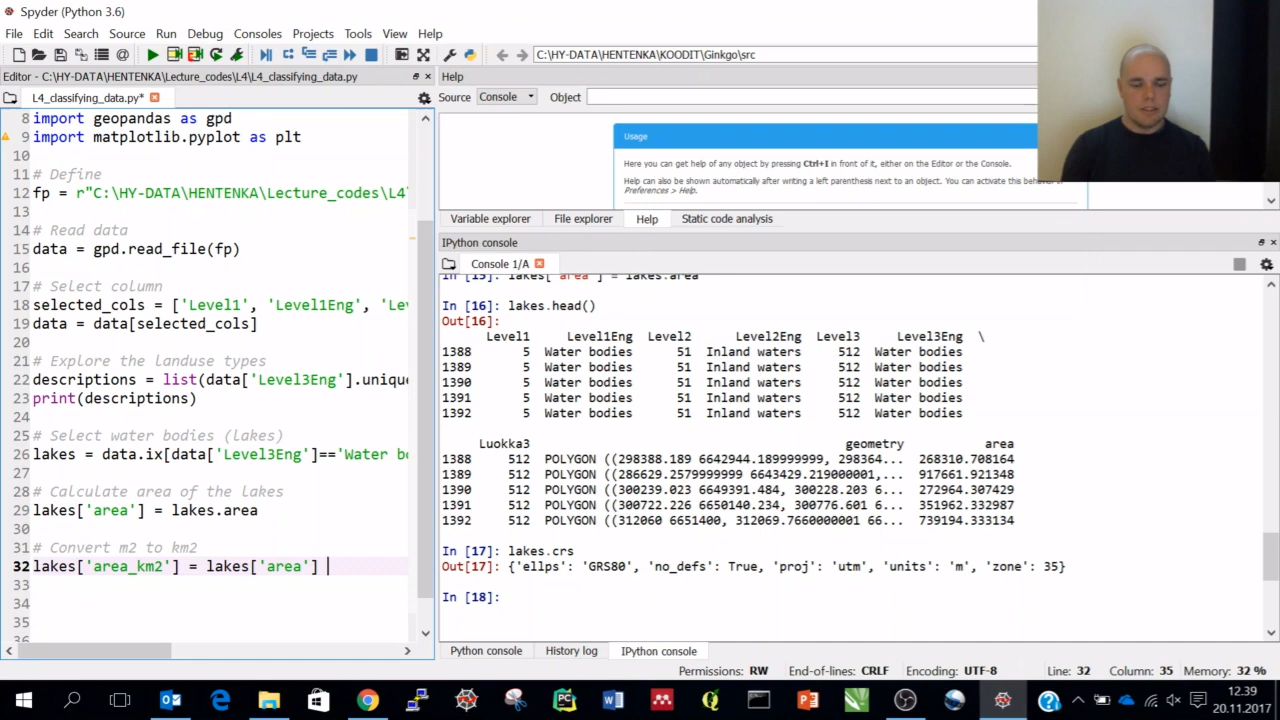 Spyder (Python 3.6)
File Edit Search Source Run Debug Consoles Projects Tools View Help
C:\HY-DATA\HENTENKA\KOODIT\Ginkgo\src
Editor - C:\HY-DATA\HENTENKA\Lecture_codes\L4\L4_classifying_data.py
L4_classifying_data.py*
8 import geopandas as gpd
9 import matplotlib.pyplot as plt
10
11 # Define
12 fp = r"C:\HY-DATA\HENTENKA\Lecture_codes\L4
13
14 # Read data
15 data = gpd.read_file(fp)
16
17 # Select column
18 selected_cols = ['Level1', 'Level1Eng', 'Lev
19 data = data[selected_cols]
20
21 # Explore the landuse types
22 descriptions = list(data['Level3Eng'].unique
23 print(descriptions)
24
25 # Select water bodies (lakes)
26 lakes = data.ix[data['Level3Eng']=='Water bo
27
28 # Calculate area of the lakes
29 lakes['area'] = lakes.area
30
31 # Convert m2 to km2
32 lakes['area_km2'] = lakes['area']
33
34
35
36
Help
Source Console Object
Usage
Here you can get help of any object by pressing Ctrl+I in front of it, either on the Editor or the Console.
Help can also be shown automatically after writing a left parenthesis next to an object. You can activate this
Preferences > Help.
Variable explorer File explorer Help Static code analysis
IPython console
Console 1/A
In [15]: lakes['area'] = lakes.area
In [16]: lakes.head()
Out[16]:
Level1 Level1Eng Level2 Level2Eng Level3 Level3Eng \
1388 5 Water bodies 51 Inland waters 512 Water bodies
1389 5 Water bodies 51 Inland waters 512 Water bodies
1390 5 Water bodies 51 Inland waters 512 Water bodies
1391 5 Water bodies 51 Inland waters 512 Water bodies
1392 5 Water bodies 51 Inland waters 512 Water bodies
Luokka3 geometry area
1388 512 POLYGON ((298388.189 6642944.189999999, 298364... 268310.708164
1389 512 POLYGON ((286629.2579999999 6643429.219000001,... 917661.921348
1390 512 POLYGON ((300239.023 6649391.484, 300228.203 6... 272964.307429
1391 512 POLYGON ((300722.226 6650140.234, 300776.601 6... 351962.332987
1392 512 POLYGON ((312060 6651400, 312069.7660000001 66... 739194.333134
In [17]: lakes.crs
Out[17]: {'ellps': 'GRS80', 'no_defs': True, 'proj': 'utm', 'units': 'm', 'zone': 35}
In [18]:
Python console History log IPython console
Permissions: RW End-of-lines: CRLF Encoding: UTF-8 Line: 32 Column: 35 Memory: 32 %
12.39
20.11.2017